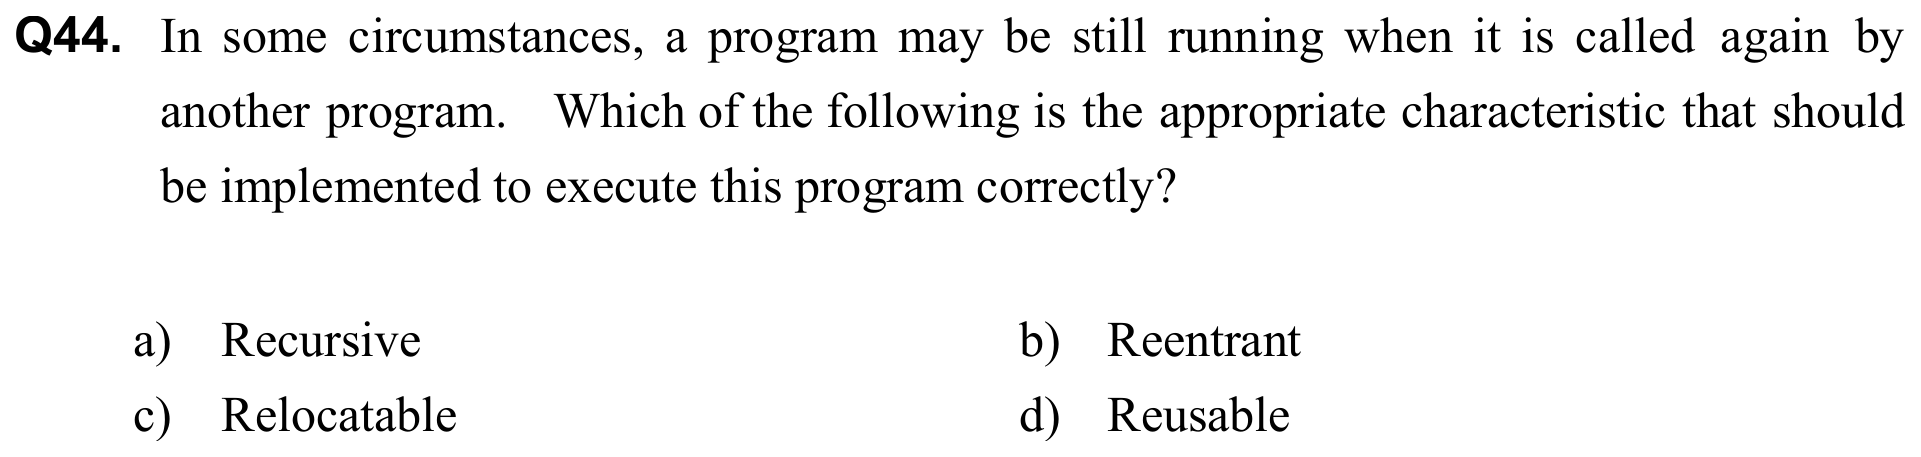 Q44. In some circumstances, a program may be still running when it is called again by
another program. Which of the following is the appropriate characteristic that should
be implemented to execute this program correctly?
a) Recursive b) Reentrant
c) Relocatable d) Reusable